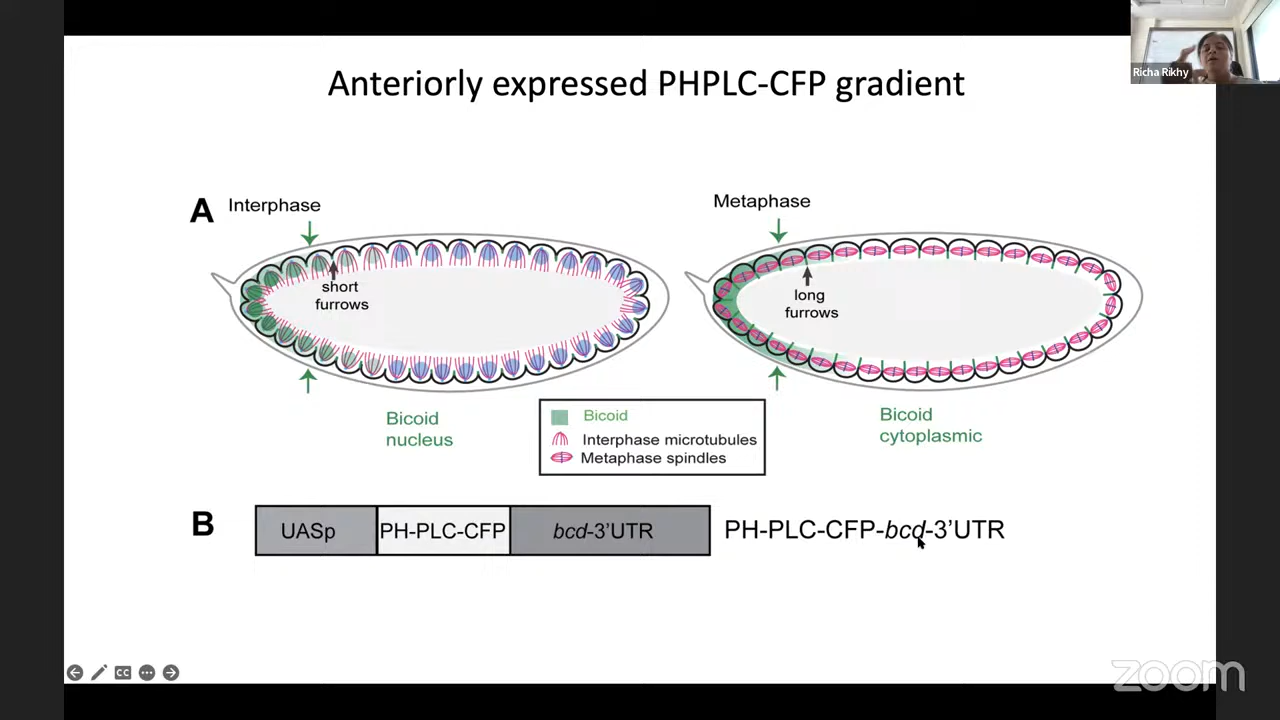 Richa Rikhy
Anteriorly expressed PHPLC-CFP gradient
A
Interphase
short
furrows
Bicoid
nucleus
Metaphase
long
furrows
Bicoid
cytoplasmic
Bicoid
Interphase microtubules
Metaphase spindles
B
UASp
PH-PLC-CFP
bcd-3’UTR
PH-PLC-CFP-bcd-3’UTR
CC
zoom